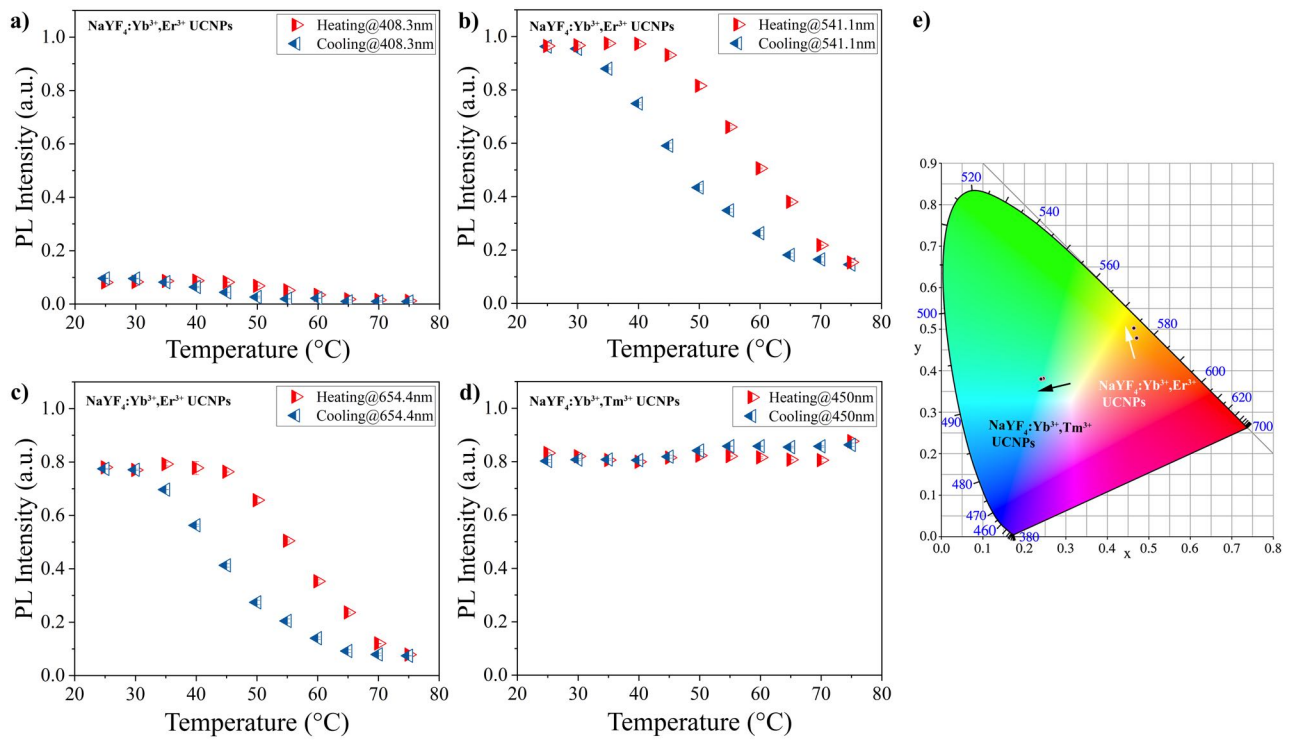 a)
NaYF₄:Yb³⁺,Er³⁺ UCNPs
Heating@408.3nm
Cooling@408.3nm
1.0
0.8
0.6
0.4
0.2
0.0
PL Intensity (a.u.)
20 30 40 50 60 70 80
Temperature (°C)
b)
NaYF₄:Yb³⁺,Er³⁺ UCNPs
Heating@541.1nm
Cooling@541.1nm
1.0
0.8
0.6
0.4
0.2
0.0
PL Intensity (a.u.)
20 30 40 50 60 70 80
Temperature (°C)
c)
NaYF₄:Yb³⁺,Er³⁺ UCNPs
Heating@654.4nm
Cooling@654.4nm
1.0
0.8
0.6
0.4
0.2
0.0
PL Intensity (a.u.)
20 30 40 50 60 70 80
Temperature (°C)
d)
NaYF₄:Yb³⁺,Tm³⁺ UCNPs
Heating@450nm
Cooling@450nm
1.0
0.8
0.6
0.4
0.2
0.0
PL Intensity (a.u.)
20 30 40 50 60 70 80
Temperature (°C)
e)
0.9
0.8
0.7
0.6
0.5
y
0.4
0.3
0.2
0.1
0.0
520
540
560
500
580
600
620
490
700
480
470
460
380
NaYF₄:Yb³⁺,Er³⁺
UCNPs
NaYF₄:Yb³⁺,Tm³⁺
UCNPs
0.0 0.1 0.2 0.3 0.4 0.5 0.6 0.7 0.8
x